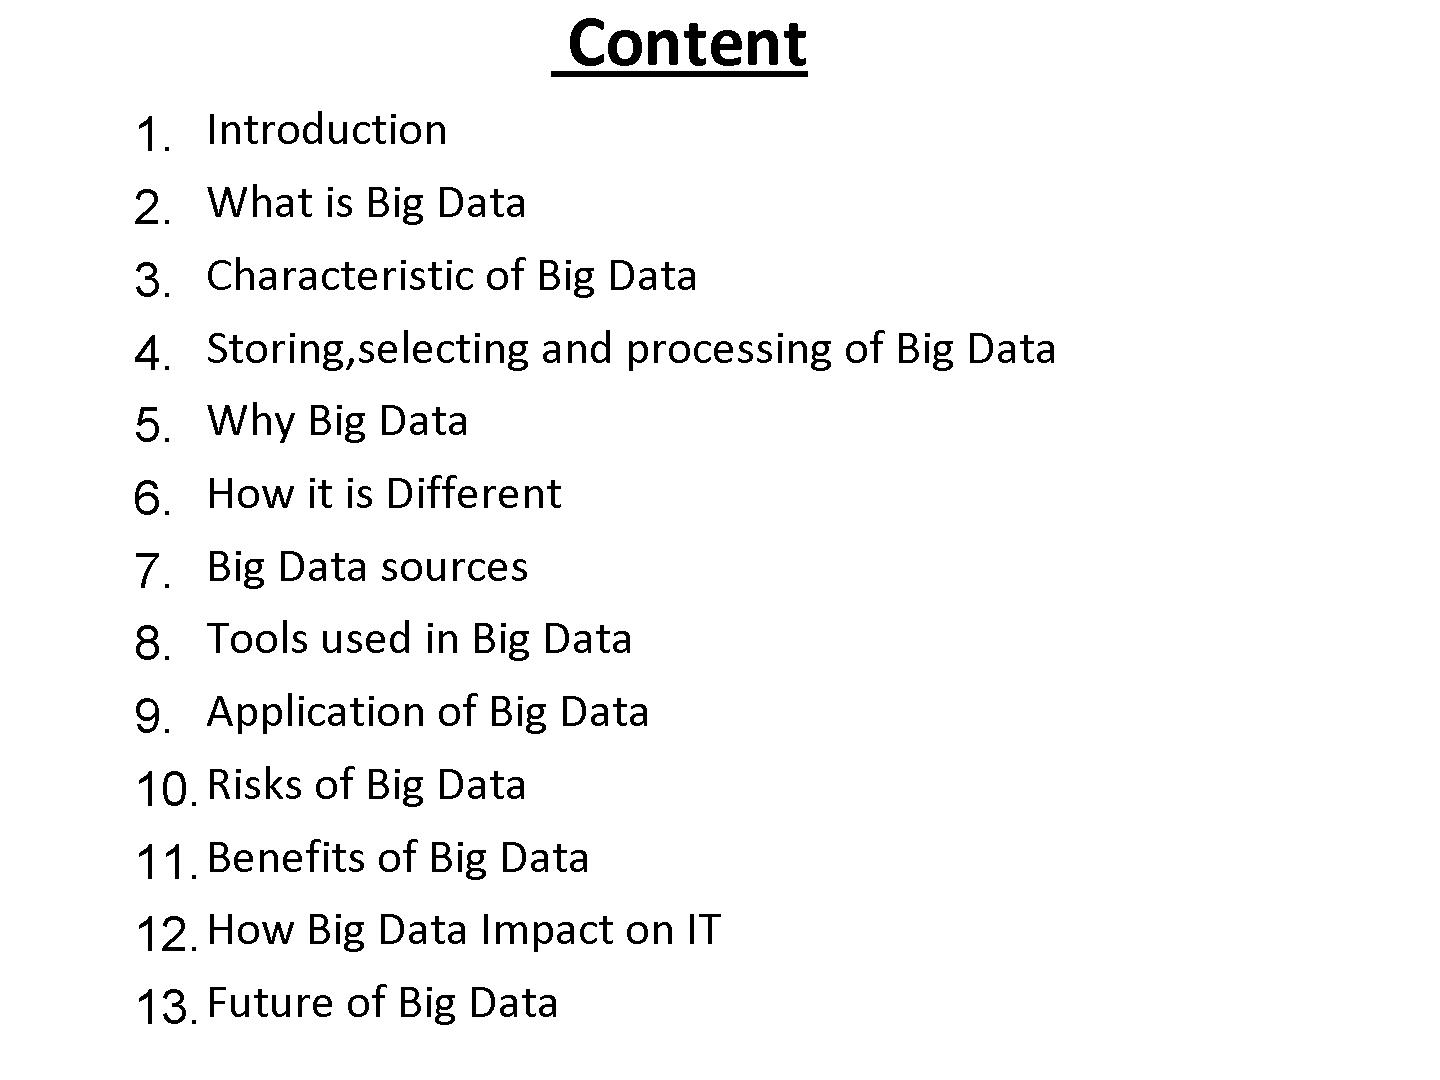 Content
1. Introduction
2. What is Big Data
3. Characteristic of Big Data
4. Storing,selecting and processing of Big Data
5. Why Big Data
6. How it is Different
7. Big Data sources
8. Tools used in Big Data
9. Application of Big Data
10. Risks of Big Data
11. Benefits of Big Data
12. How Big Data Impact on IT
13. Future of Big Data